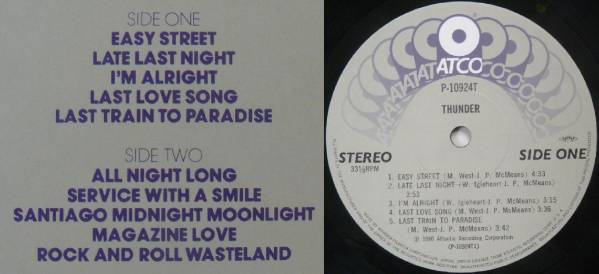 SIDE ONE
EASY STREET
LATE LAST NIGHT
I'M ALRIGHT
LAST LOVE SONG
LAST TRAIN TO PARADISE
SIDE TWO
ALL NIGHT LONG
SERVICE WITH A SMILE
SANTIAGO MIDNIGHT MOONLIGHT
MAGAZINE LOVE
ROCK AND ROLL WASTELAND
ATCO
P-10924T
THUNDER
STEREO
33⅓RPM
SIDE ONE
1. EASY STREET (M. West-J. P. McMeans) 4:33
2. LATE LAST NIGHT-(W. Igleheart-J. P. McMeans)
3:53
3. I'M ALRIGHT (W. Igleheart-J. P. McMeans) 3:15
4. LAST LOVE SONG (M. West-J. P. McMeans) 3:36
5. LAST TRAIN TO PARADISE
(M. West-J. P. McMeans) 3:42
Ⓟ 1980 Atlantic Recording Corporation